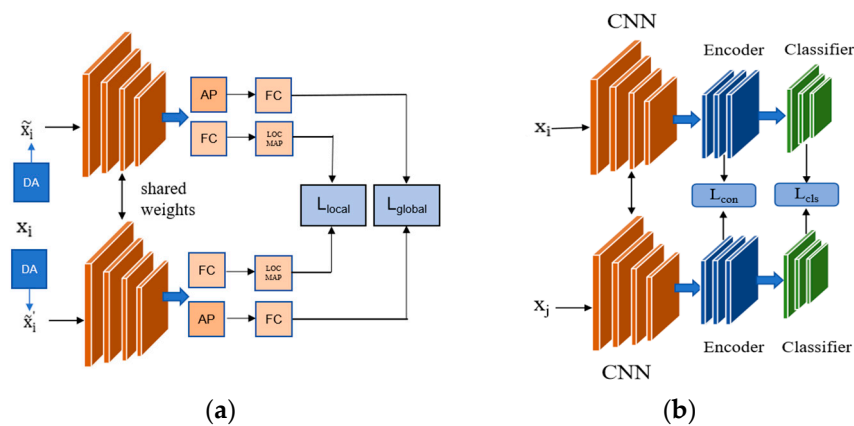 AP
FC
FC
LOC
MAP
x̃ᵢ
DA
shared
weights
L_local
L_global
xᵢ
DA
FC
LOC
MAP
x̃ᵢ'
AP
FC
(a)
CNN
Encoder
Classifier
xᵢ
L_con
L_cls
xⱼ
Encoder
Classifier
CNN
(b)